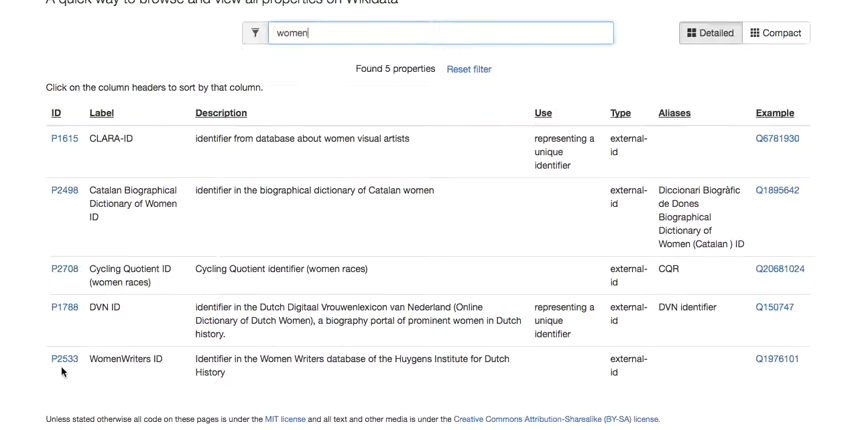 A quick way to browse and view all properties on Wikidata
women
Detailed
Compact
Found 5 properties Reset filter
Click on the column headers to sort by that column.
ID Label Description Use Type Aliases Example
P1615 CLARA-ID identifier from database about women visual artists representing a unique identifier external-id Q6781930
P2498 Catalan Biographical Dictionary of Women ID identifier in the biographical dictionary of Catalan women external-id Diccionari Biogràfic de Dones Biographical Dictionary of Women (Catalan ) ID Q1895642
P2708 Cycling Quotient ID (women races) Cycling Quotient identifier (women races) external-id CQR Q20681024
P1788 DVN ID identifier in the Dutch Digitaal Vrouwenlexicon van Nederland (Online Dictionary of Dutch Women), a biography portal of prominent women in Dutch history. representing a unique identifier external-id DVN identifier Q150747
P2533 WomenWriters ID Identifier in the Women Writers database of the Huygens Institute for Dutch History external-id Q1976101
Unless stated otherwise all code on these pages is under the MIT license and all text and other media is under the Creative Commons Attribution-Sharealike (BY-SA) license.